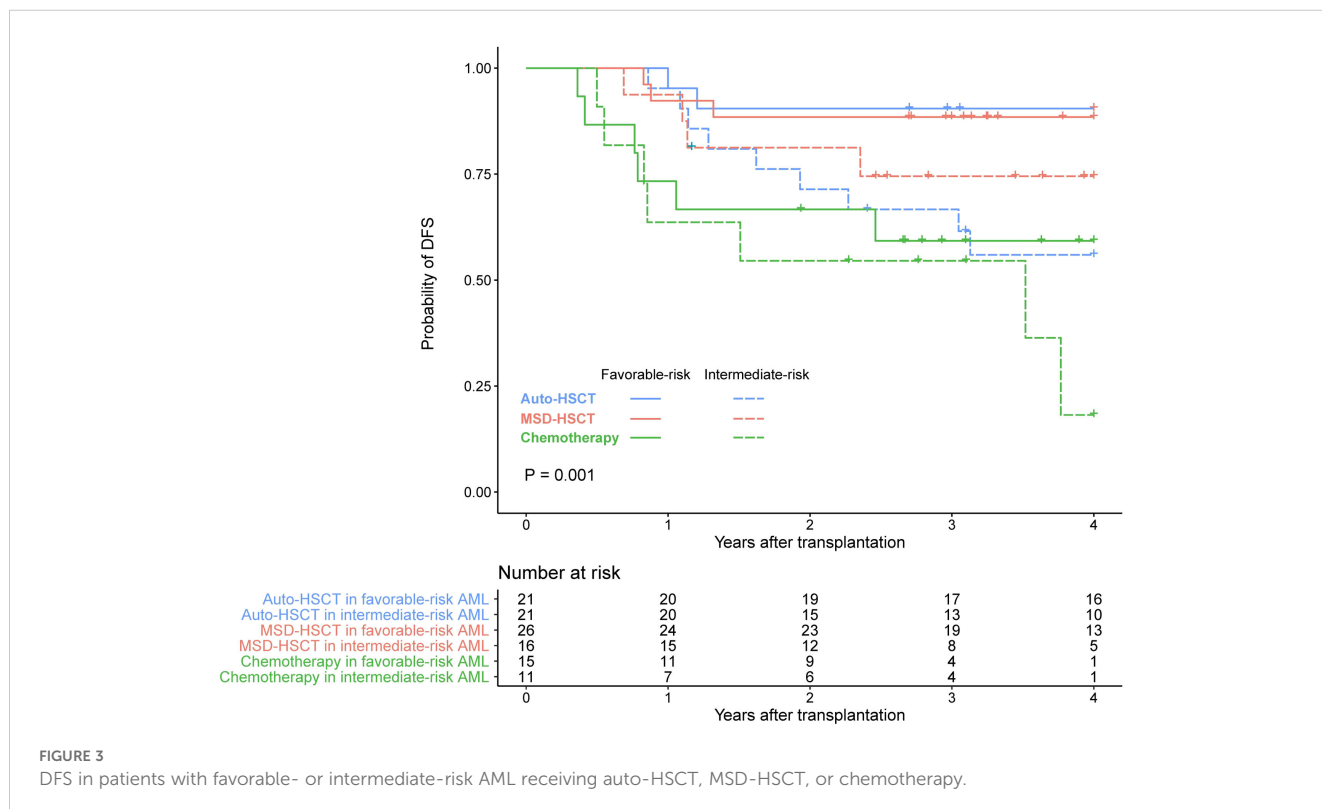 1.00
0.75
0.50
0.25
0.00
Probability of DFS
Favorable-risk Intermediate-risk
Auto-HSCT
MSD-HSCT
Chemotherapy
P = 0.001
0 1 2 3 4
Years after transplantation
Number at risk
Auto-HSCT in favorable-risk AML 21 20 19 17 16
Auto-HSCT in intermediate-risk AML 21 20 15 13 10
MSD-HSCT in favorable-risk AML 26 24 23 19 13
MSD-HSCT in intermediate-risk AML 16 15 12 8 5
Chemotherapy in favorable-risk AML 15 11 9 4 1
Chemotherapy in intermediate-risk AML 11 7 6 4 1
0 1 2 3 4
Years after transplantation
FIGURE 3
DFS in patients with favorable- or intermediate-risk AML receiving auto-HSCT, MSD-HSCT, or chemotherapy.